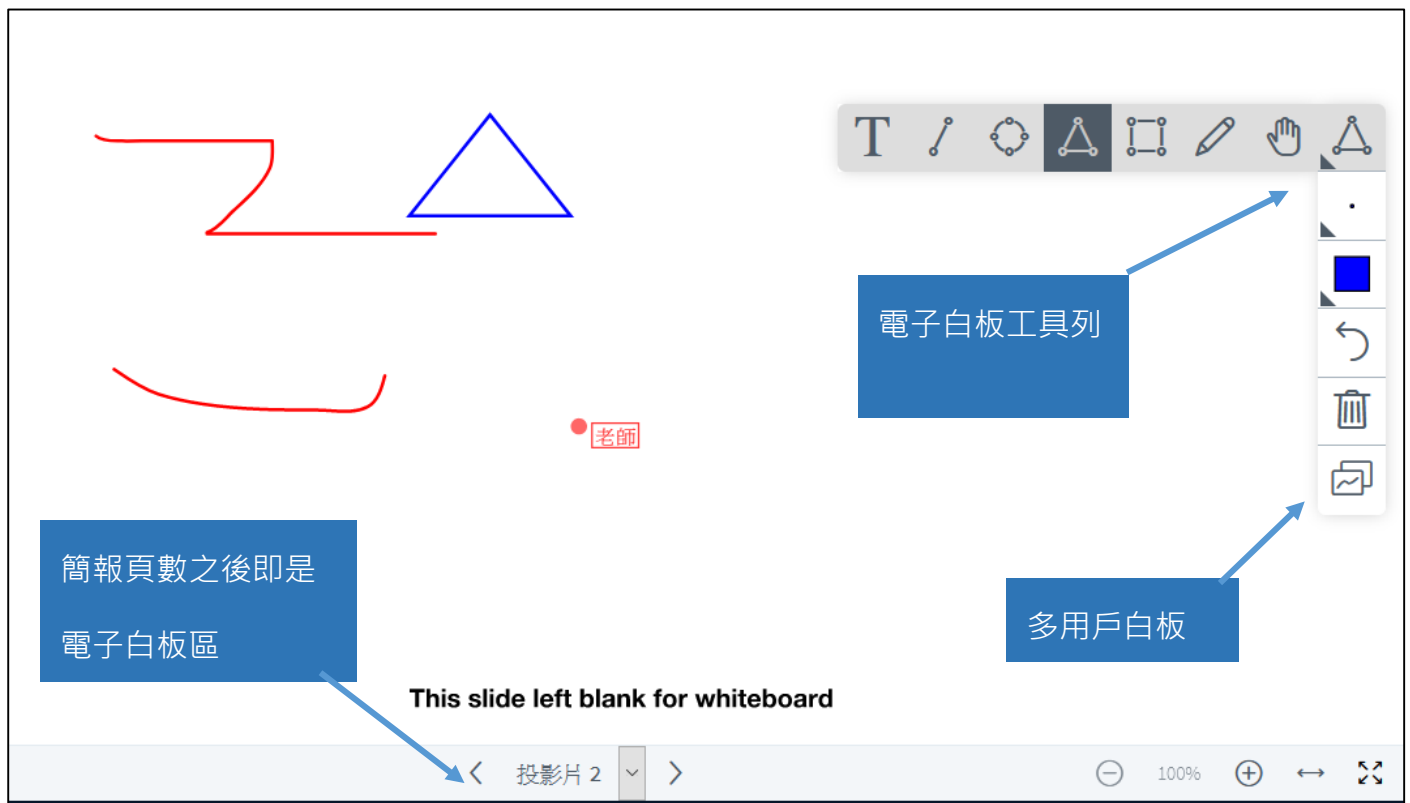 T
電子白板工具列
老師
簡報頁數之後即是
電子白板區
多用戶白板
This slide left blank for whiteboard
投影片 2
100%